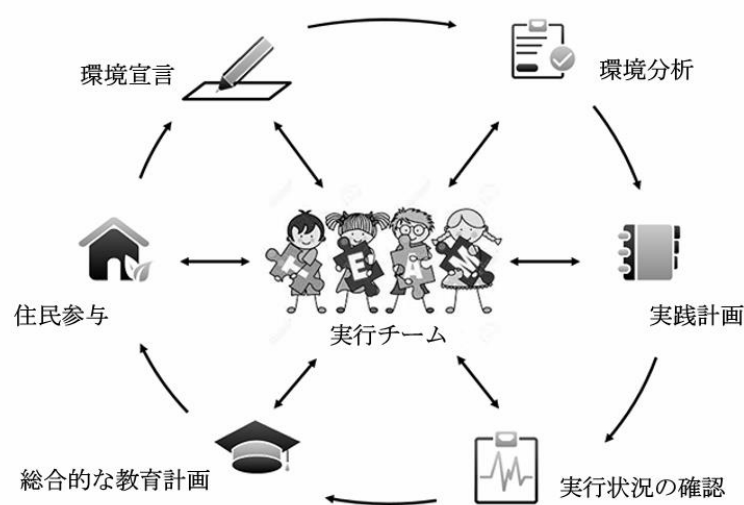 環境宣言
環境分析
TEAM
住民参与
実行チーム
実践計画
総合的な教育計画
実行状況の確認